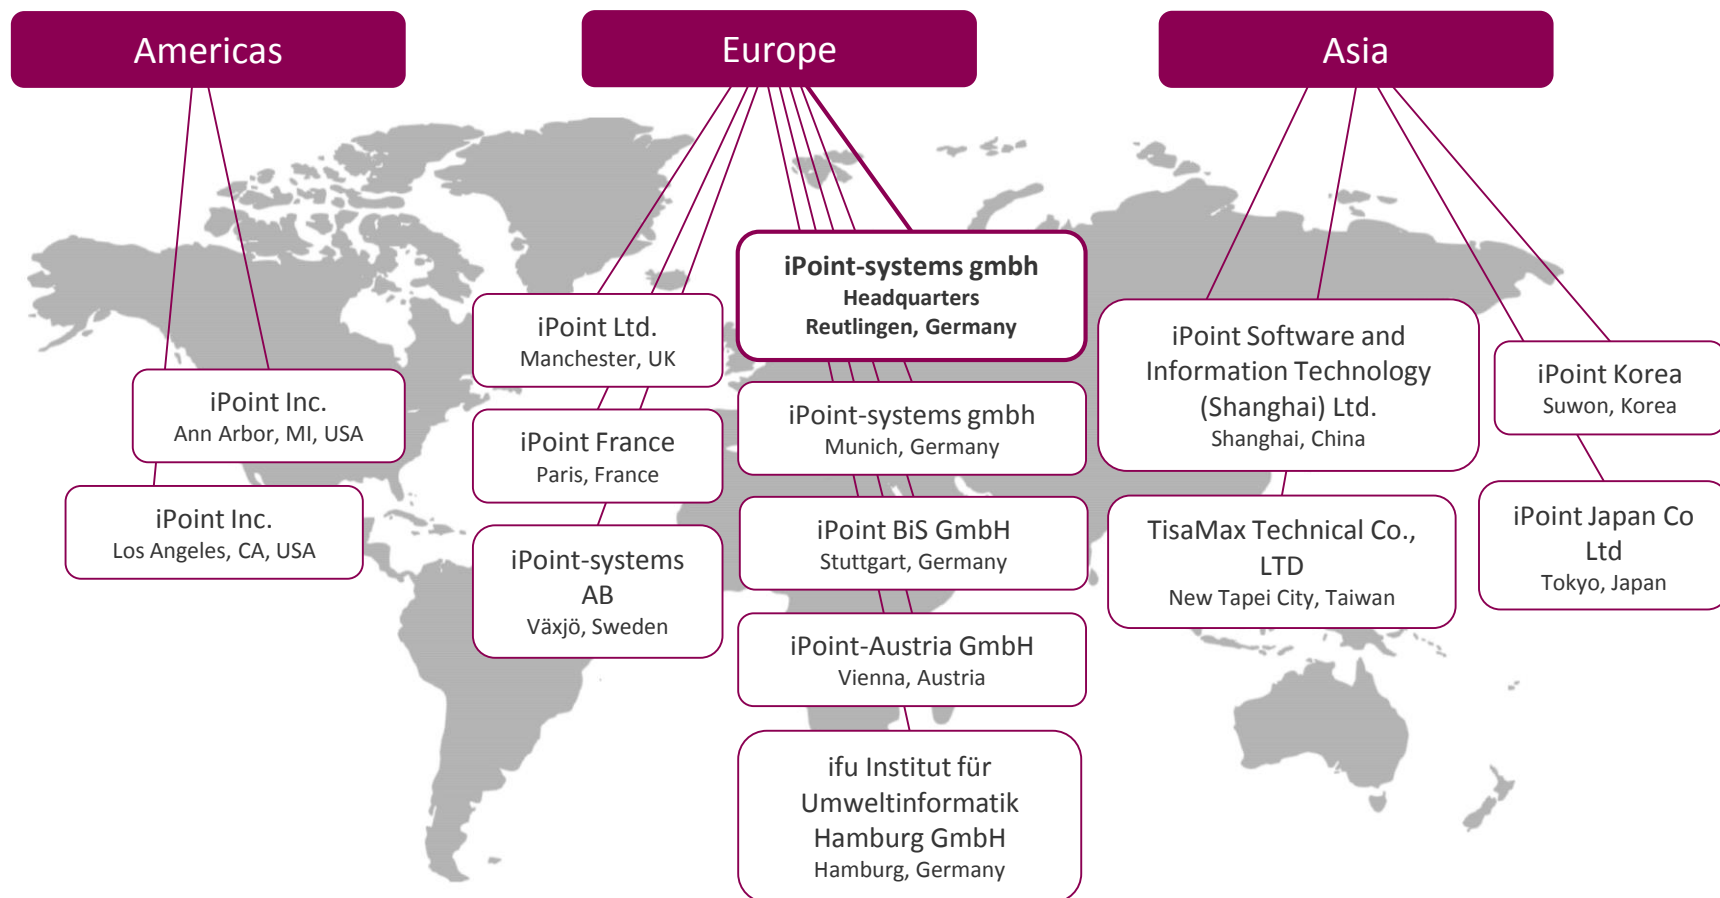 Americas
Europe
Asia
iPoint Inc.
Ann Arbor, MI, USA
iPoint Inc.
Los Angeles, CA, USA
iPoint Ltd.
Manchester, UK
iPoint France
Paris, France
iPoint-systems
AB
Växjö, Sweden
iPoint-systems gmbh
Headquarters
Reutlingen, Germany
iPoint-systems gmbh
Munich, Germany
iPoint BiS GmbH
Stuttgart, Germany
iPoint-Austria GmbH
Vienna, Austria
ifu Institut für
Umweltinformatik
Hamburg GmbH
Hamburg, Germany
iPoint Software and
Information Technology
(Shanghai) Ltd.
Shanghai, China
TisaMax Technical Co.,
LTD
New Tapei City, Taiwan
iPoint Korea
Suwon, Korea
iPoint Japan Co
Ltd
Tokyo, Japan